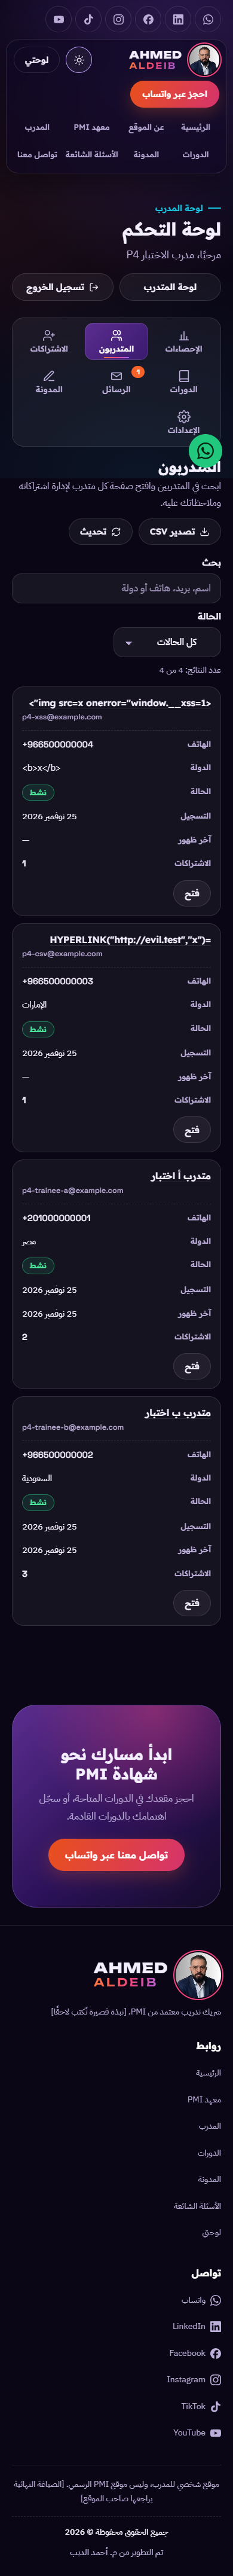 لوحتي
AHMED
ALDEIB
احجز عبر واتساب
الرئيسية
عن الموقع
معهد PMI
المدرب
الدورات
المدونة
الأسئلة الشائعة
تواصل معنا
لوحة المدرب
لوحة التحكم
مرحبًا، مدرب الاختبار P4
لوحة المتدرب
تسجيل الخروج
الإحصاءات
المتدربون
الاشتراكات
الدورات
1
الرسائل
المدونة
الإعدادات
المتدربون
ابحث في المتدربين وافتح صفحة كل متدرب لإدارة اشتراكاته
وملاحظاتك عليه.
تصدير CSV
تحديث
بحث
اسم، بريد، هاتف أو دولة
الحالة
كل الحالات
عدد النتائج: 4 من 4
<img src=x onerror="window.__xss=1">
p4-xss@example.com
الهاتف
+966500000004
الدولة
<b>x</b>
الحالة
نشط
التسجيل
25 نوفمبر 2026
آخر ظهور
—
الاشتراكات
1
فتح
=HYPERLINK("http://evil.test","x")
p4-csv@example.com
الهاتف
+966500000003
الدولة
الإمارات
الحالة
نشط
التسجيل
25 نوفمبر 2026
آخر ظهور
—
الاشتراكات
1
فتح
متدرب أ اختبار
p4-trainee-a@example.com
الهاتف
+201000000001
الدولة
مصر
الحالة
نشط
التسجيل
25 نوفمبر 2026
آخر ظهور
25 نوفمبر 2026
الاشتراكات
2
فتح
متدرب ب اختبار
p4-trainee-b@example.com
الهاتف
+966500000002
الدولة
السعودية
الحالة
نشط
التسجيل
25 نوفمبر 2026
آخر ظهور
25 نوفمبر 2026
الاشتراكات
3
فتح
ابدأ مسارك نحو
شهادة PMI
احجز مقعدك في الدورات المتاحة، أو سجّل
اهتمامك بالدورات القادمة.
تواصل معنا عبر واتساب
AHMED
ALDEIB
شريك تدريب معتمد من PMI. [نبذة قصيرة تُكتب لاحقًا]
روابط
الرئيسية
معهد PMI
المدرب
الدورات
المدونة
الأسئلة الشائعة
لوحتي
تواصل
واتساب
LinkedIn
Facebook
Instagram
TikTok
YouTube
موقع شخصي للمدرب، وليس موقع PMI الرسمي. [الصياغة النهائية
يراجعها صاحب الموقع]
جميع الحقوق محفوظة © 2026
تم التطوير من م. أحمد الديب